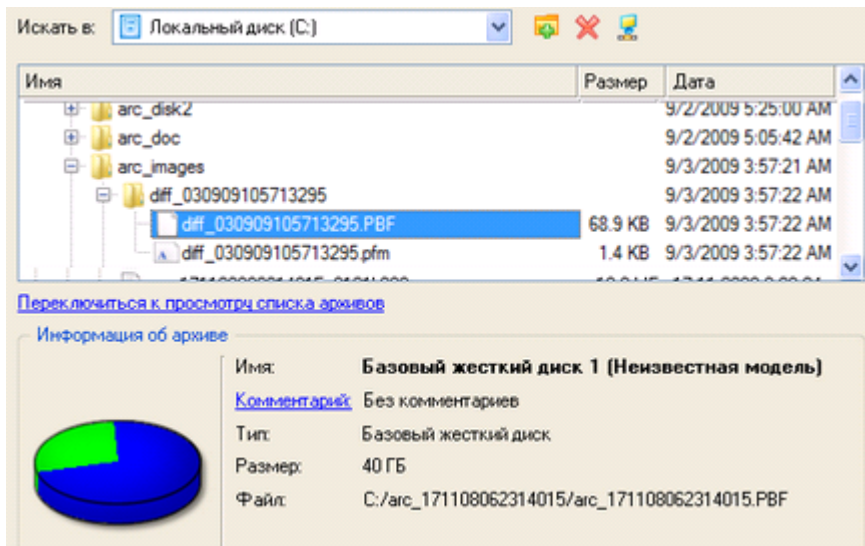 Искать в: Локальный диск (C:)
Имя Размер Дата
arc_disk2 9/2/2009 5:25:00 AM
arc_doc 9/2/2009 5:05:42 AM
arc_images 9/3/2009 3:57:21 AM
diff_030909105713295 9/3/2009 3:57:22 AM
diff_030909105713295.PBF 68.9 KB 9/3/2009 3:57:22 AM
diff_030909105713295.pfm 1.4 KB 9/3/2009 3:57:22 AM
Переключиться к просмотру списка архивов
Информация об архиве
Имя: Базовый жесткий диск 1 (Неизвестная модель)
Комментарий: Без комментариев
Тип: Базовый жесткий диск
Размер: 40 ГБ
Файл: C:/arc_171108062314015/arc_171108062314015.PBF